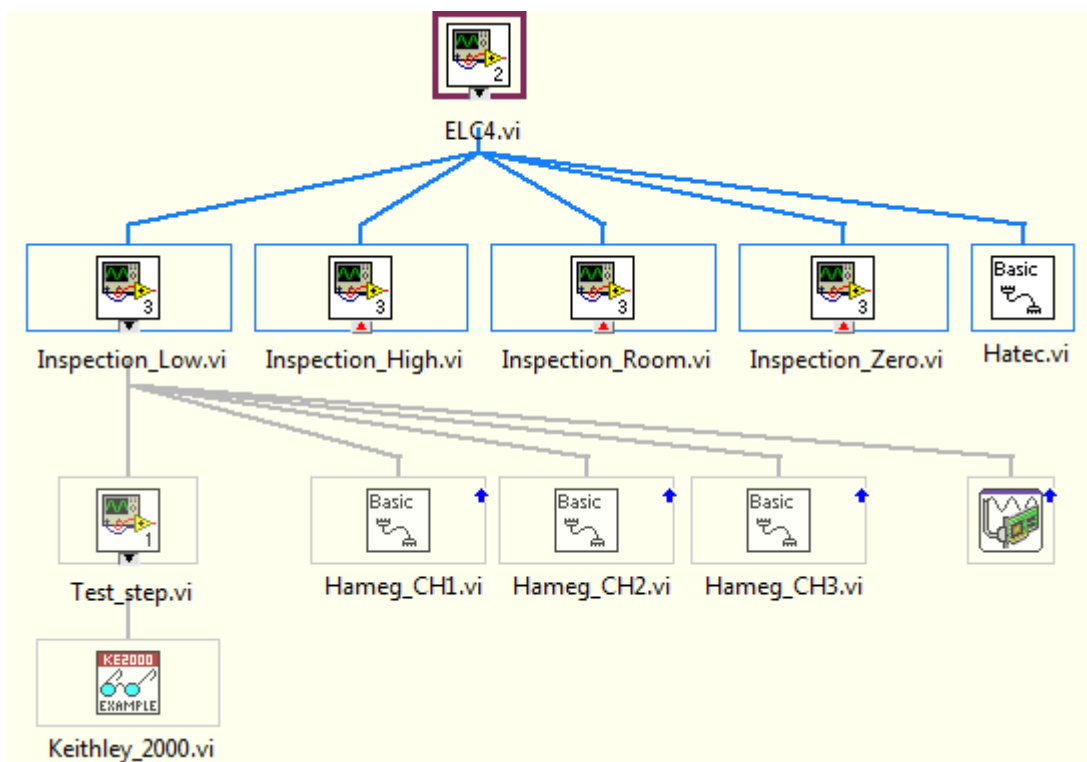 2
ELC4.vi
3
3
3
3
Basic
Inspection_Low.vi
Inspection_High.vi
Inspection_Room.vi
Inspection_Zero.vi
Hatec.vi
1
Basic
Basic
Basic
Test_step.vi
Hameg_CH1.vi
Hameg_CH2.vi
Hameg_CH3.vi
KE2000
EXAMPLE
Keithley_2000.vi